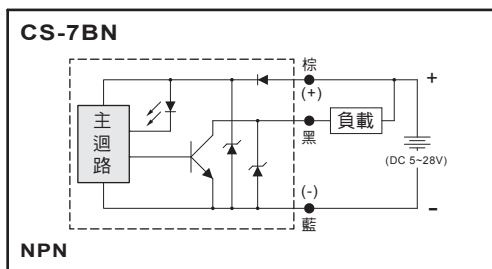 CS-7BN
棕
(+)
+
主迴路
負載
黑
(DC 5~28V)
(-)
-
藍
NPN